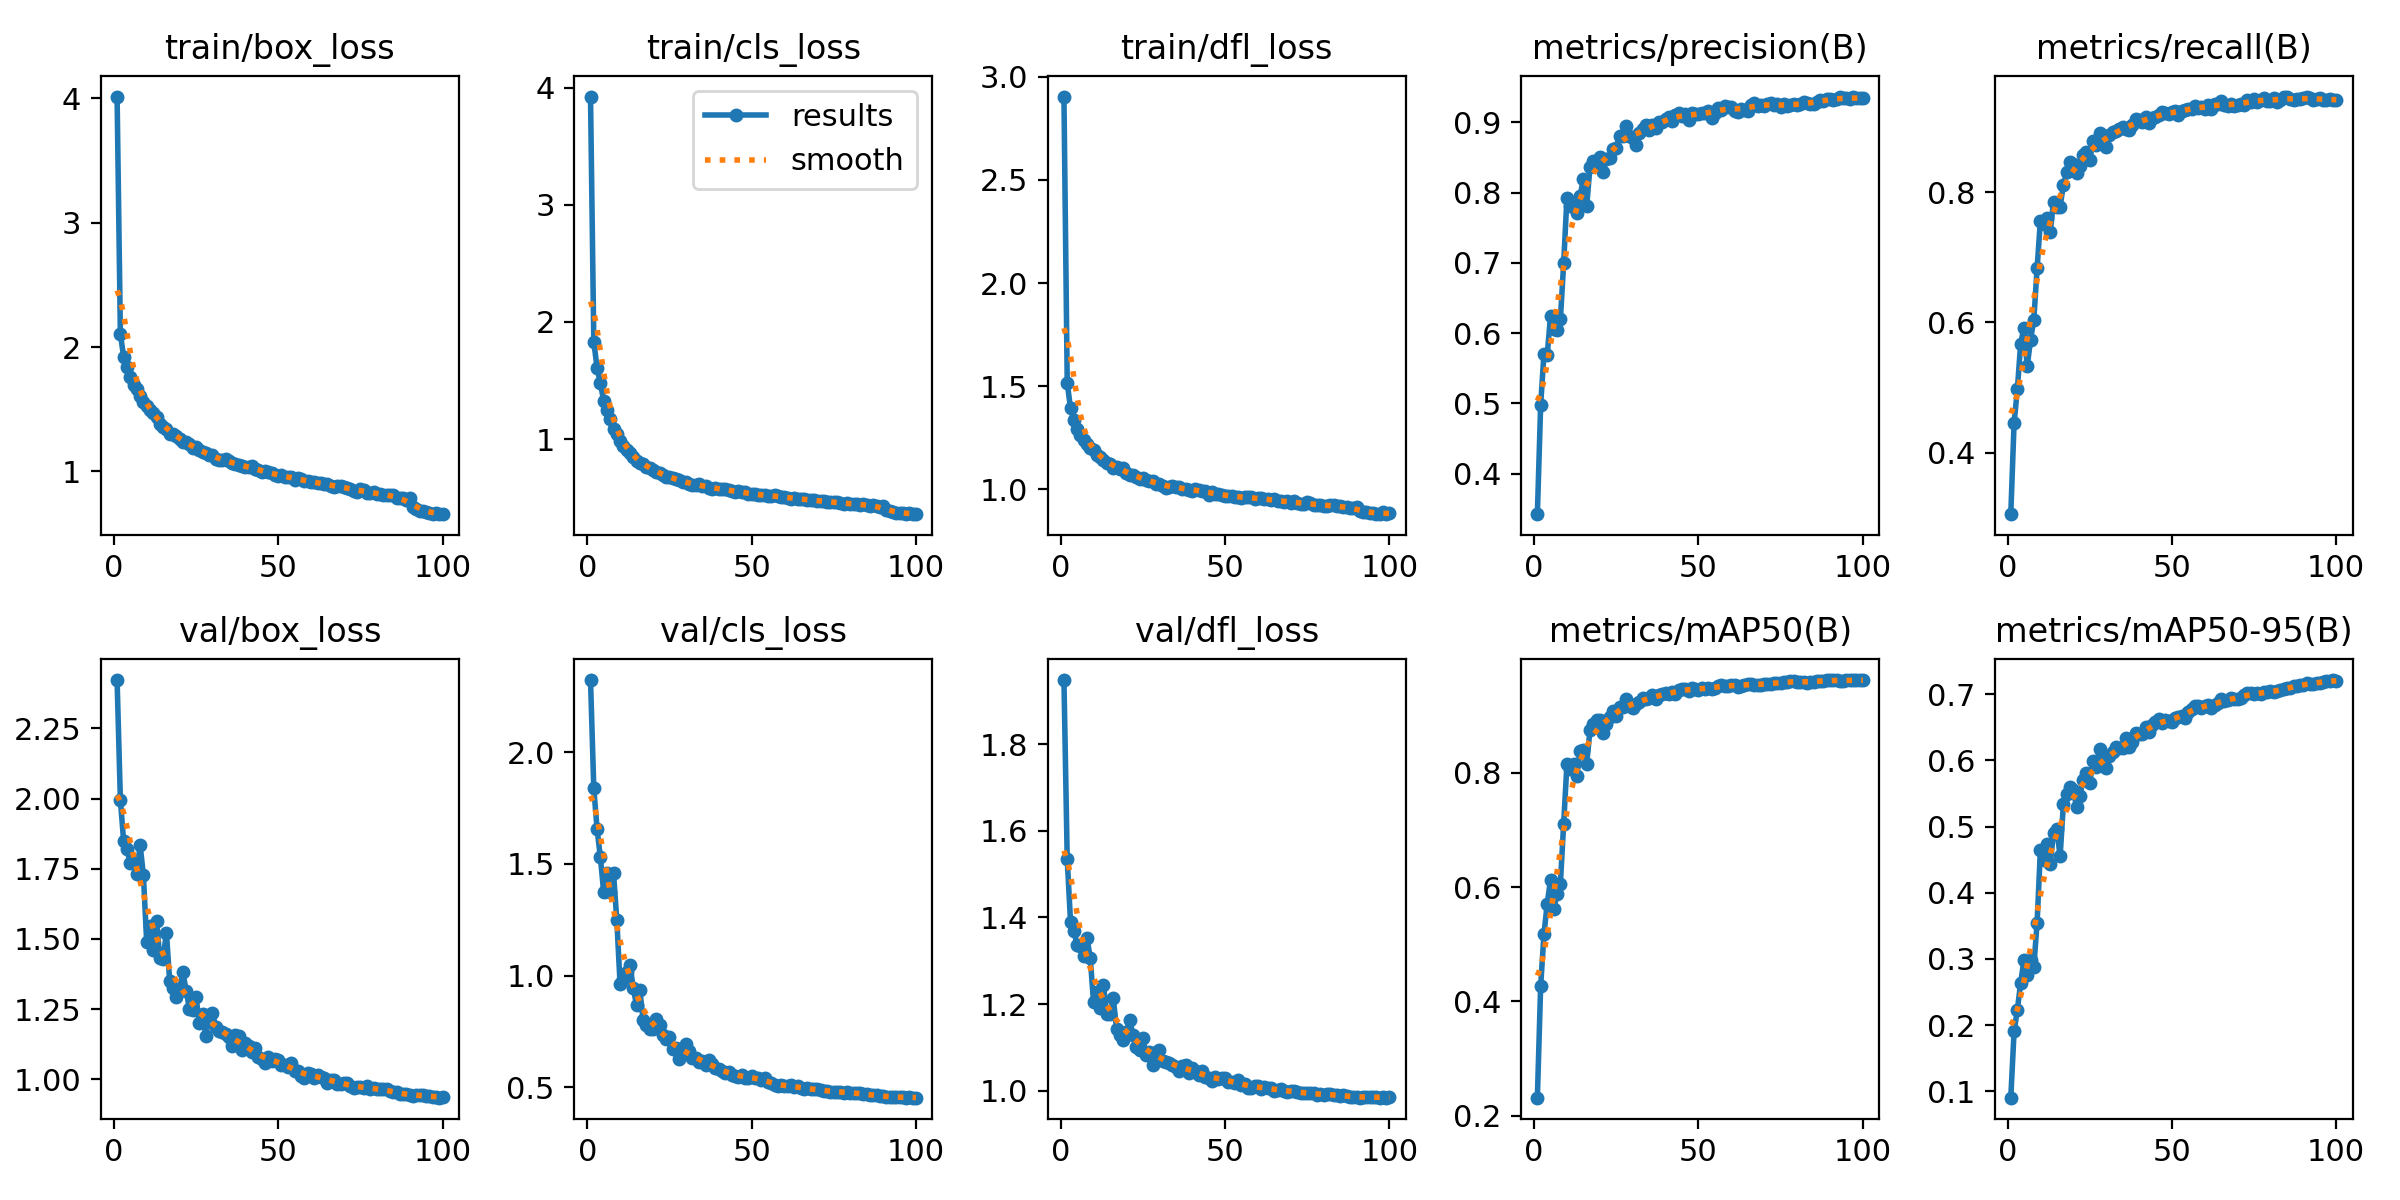 train/box_loss
4
3
2
1
0 50 100
train/cls_loss
results
smooth
4
3
2
1
0 50 100
train/dfl_loss
3.0
2.5
2.0
1.5
1.0
0 50 100
metrics/precision(B)
0.9
0.8
0.7
0.6
0.5
0.4
0 50 100
metrics/recall(B)
0.8
0.6
0.4
0 50 100
val/box_loss
2.25
2.00
1.75
1.50
1.25
1.00
0 50 100
val/cls_loss
2.0
1.5
1.0
0.5
0 50 100
val/dfl_loss
1.8
1.6
1.4
1.2
1.0
0 50 100
metrics/mAP50(B)
0.8
0.6
0.4
0.2
0 50 100
metrics/mAP50-95(B)
0.7
0.6
0.5
0.4
0.3
0.2
0.1
0 50 100